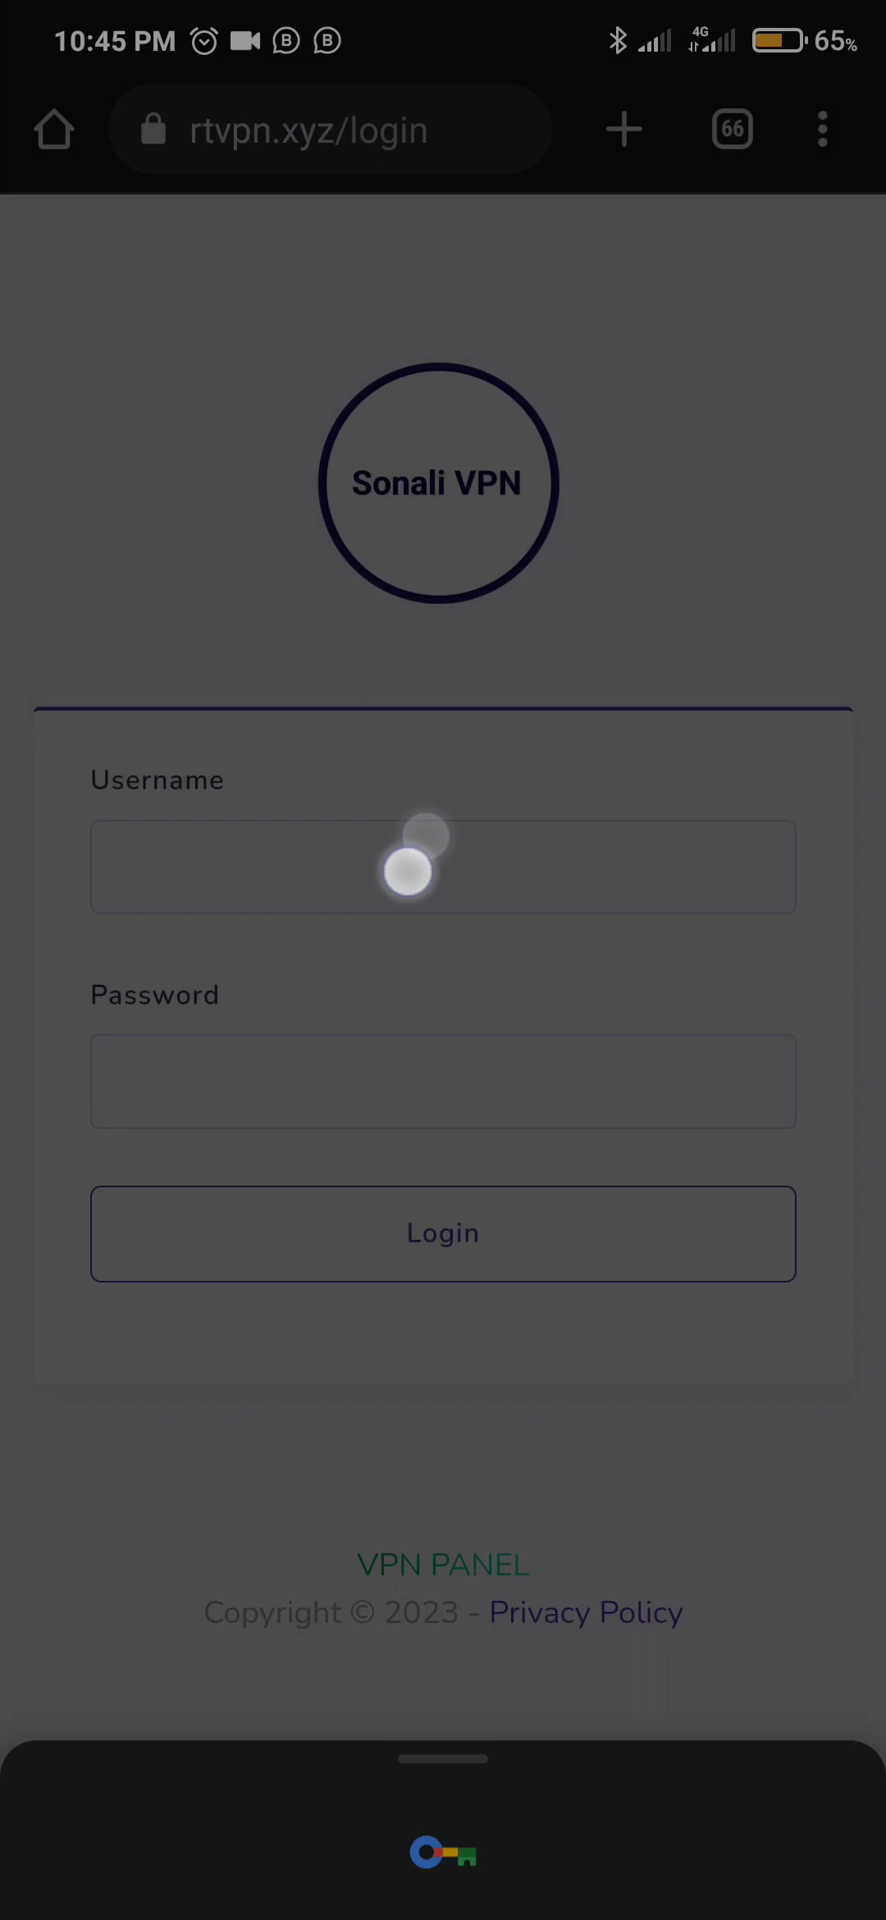 10:45 PM B B 4G 65%
rtvpn.xyz/login 66
Sonali VPN
Username
Password
Login
VPN PANEL
Copyright © 2023 - Privacy Policy